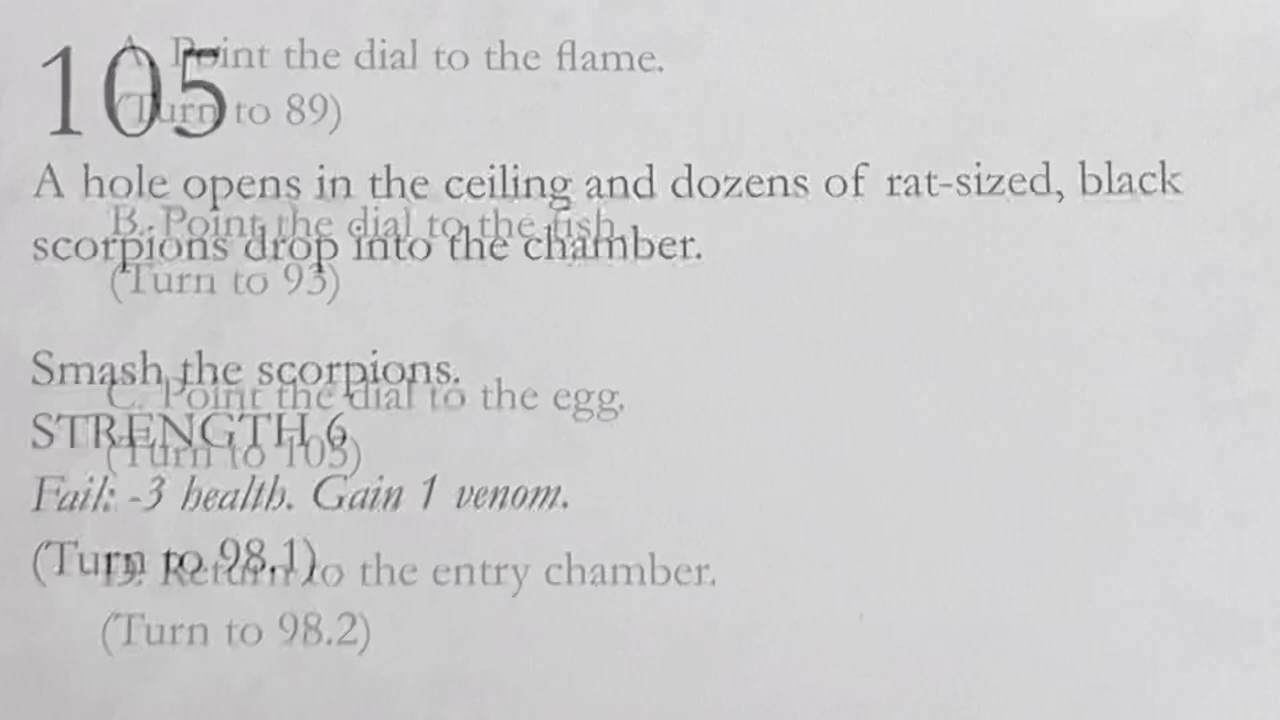 105
A. Point the dial to the flame.
(Turn to 89)
A hole opens in the ceiling and dozens of rat-sized, black
B. Point the dial to the fish.
scorpions drop into the chamber.
(Turn to 93)
Smash the scorpions.
C. Point the dial to the egg.
STRENGTH 6
(Turn to 105)
Fail: -3 health. Gain 1 venom.
(Turn to 98.1)
D. Return to the entry chamber.
(Turn to 98.2)